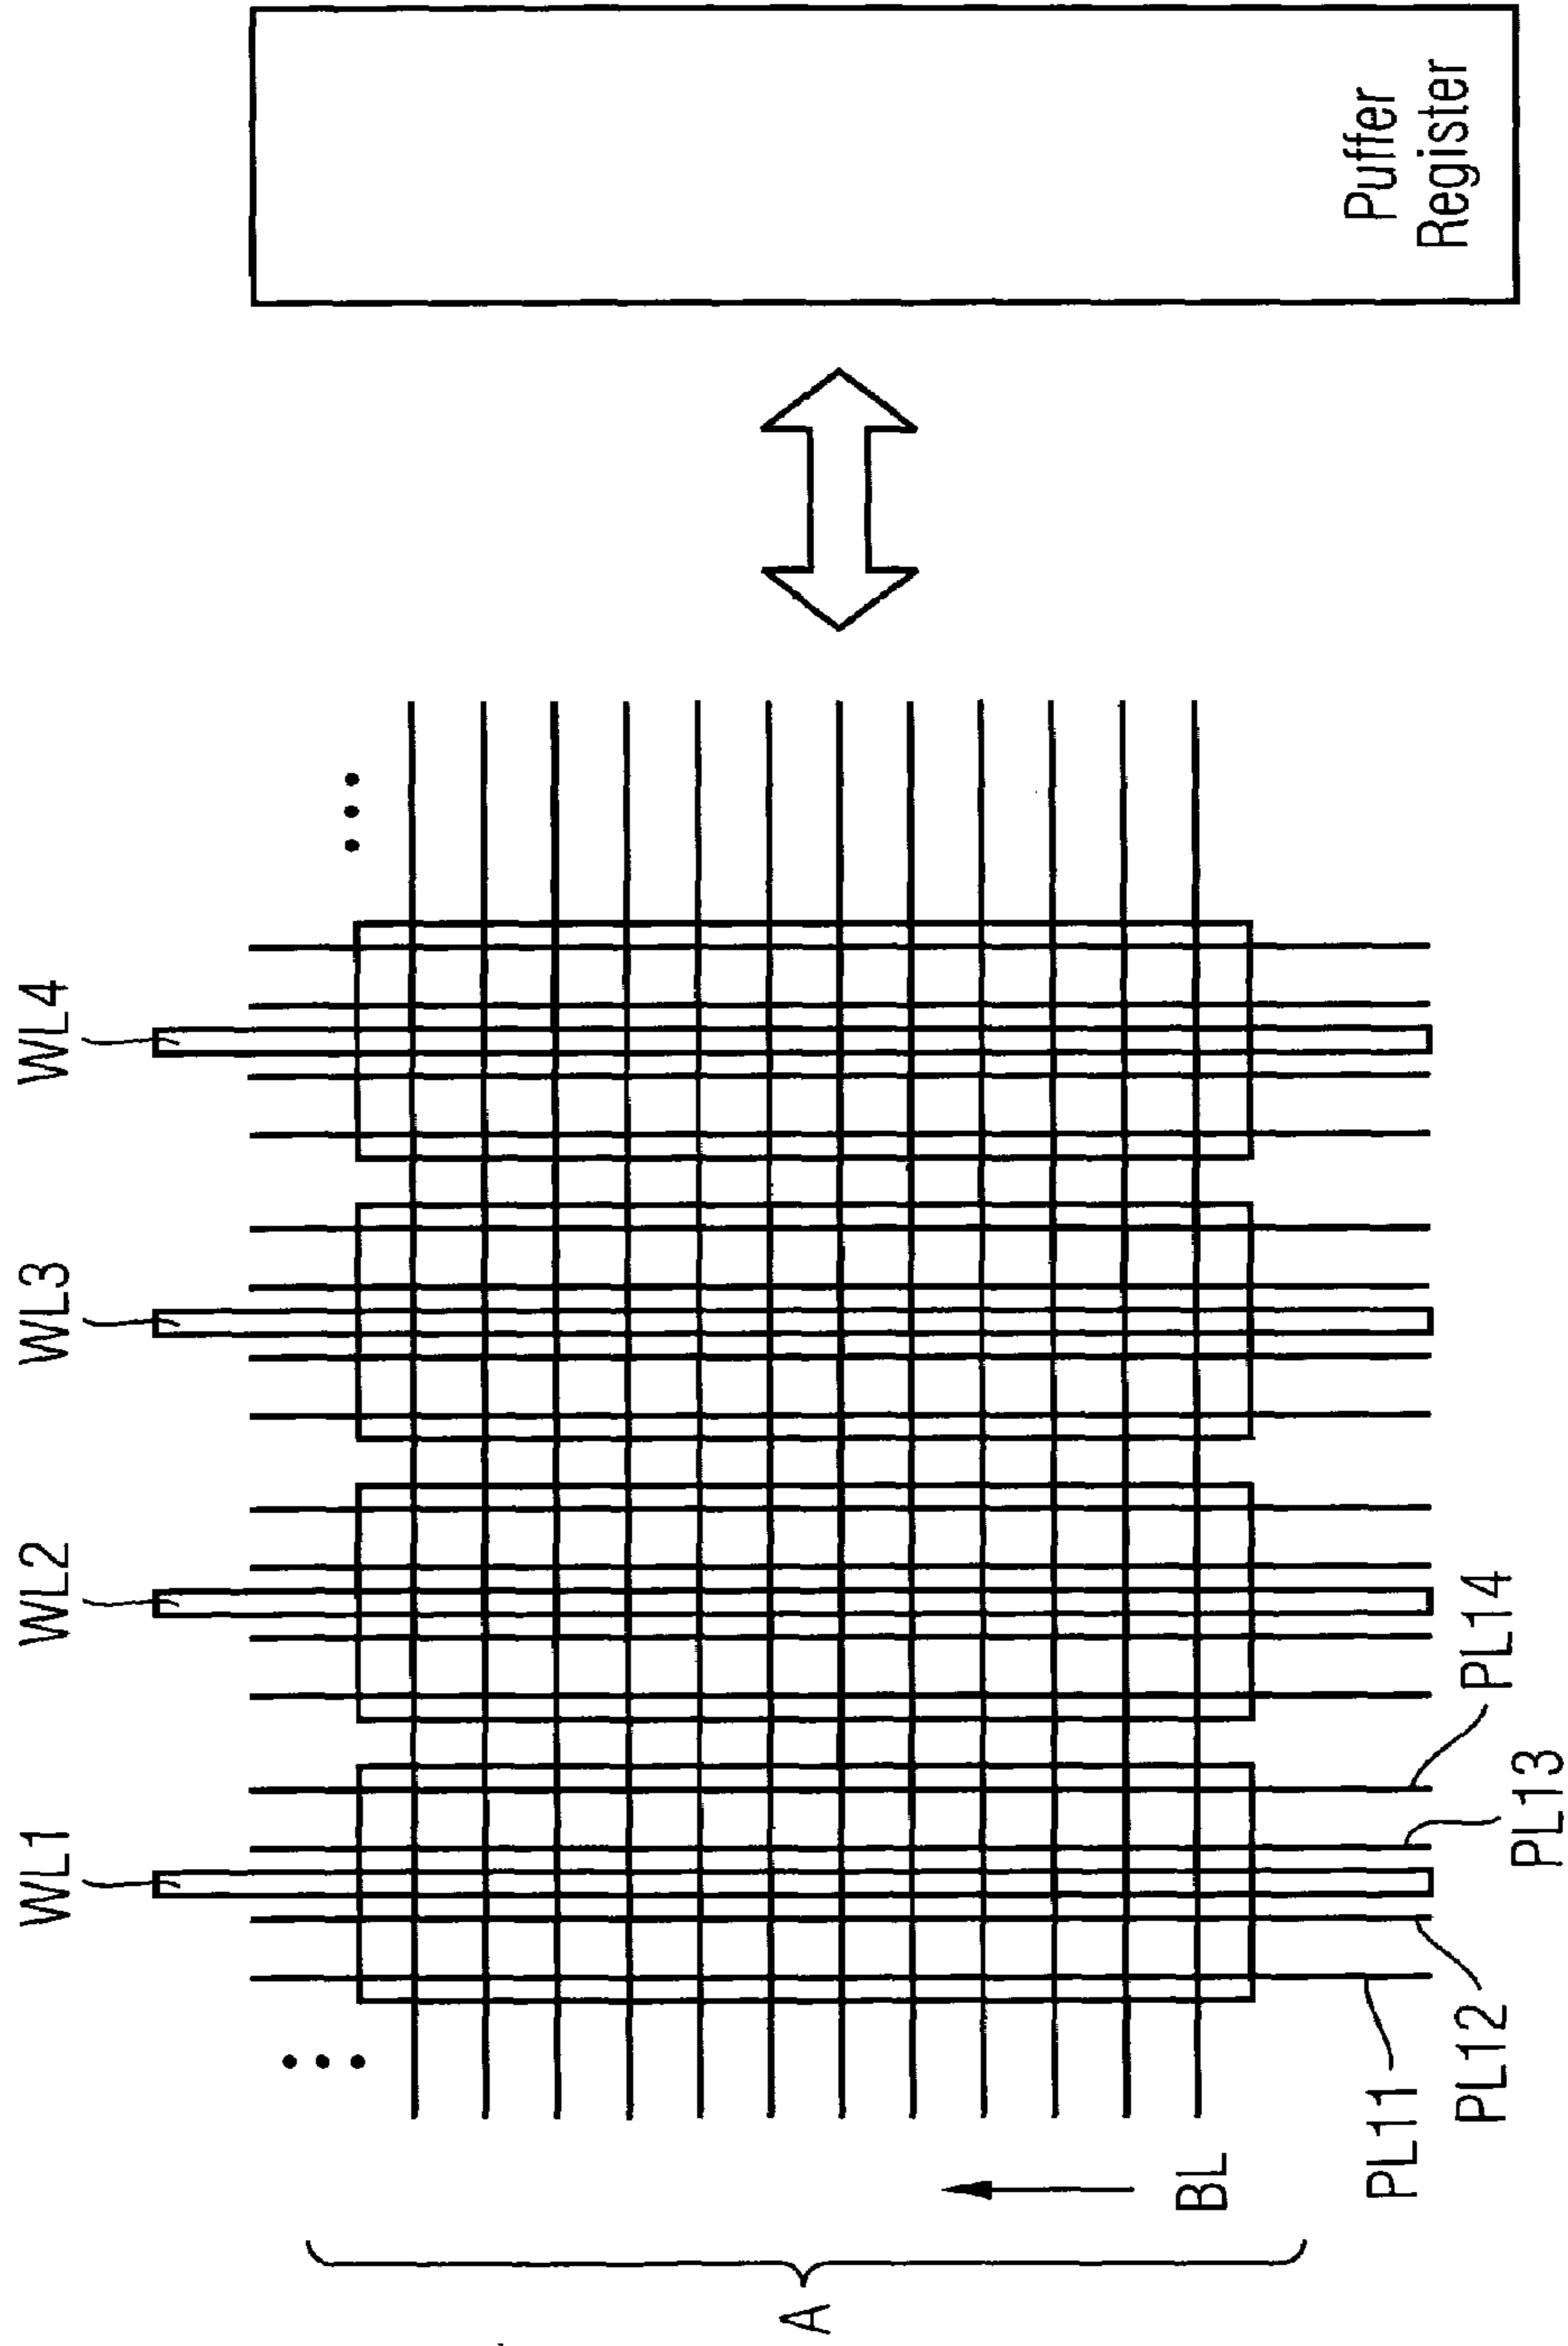 WL1
WL2
WL3
WL4
A
BL
PL11
PL12
PL13
PL14
Puffer
Register